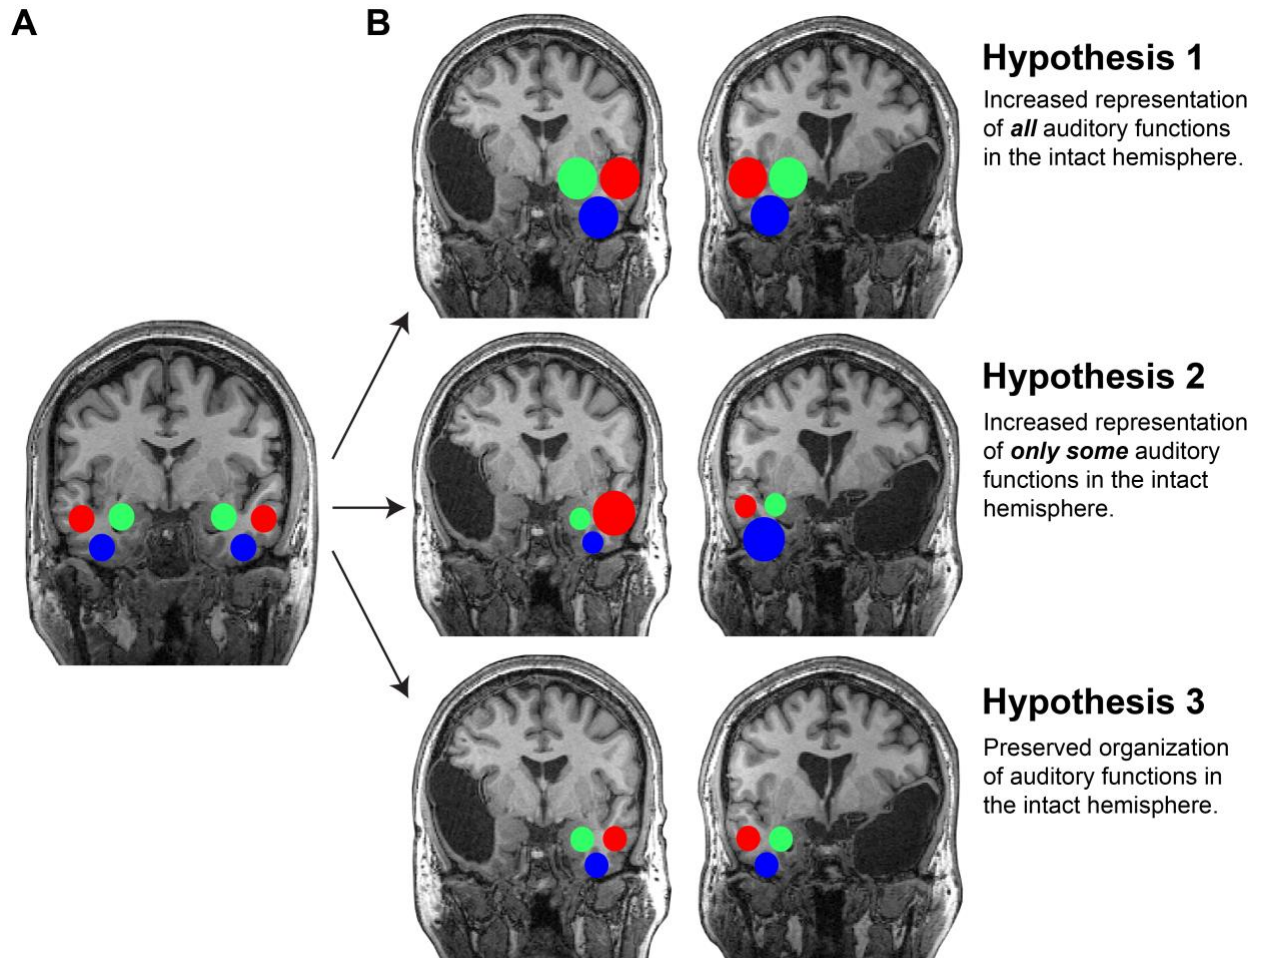 A
B
Hypothesis 1
Increased representation
of all auditory functions
in the intact hemisphere.
Hypothesis 2
Increased representation
of only some auditory
functions in the intact
hemisphere.
Hypothesis 3
Preserved organization
of auditory functions in
the intact hemisphere.